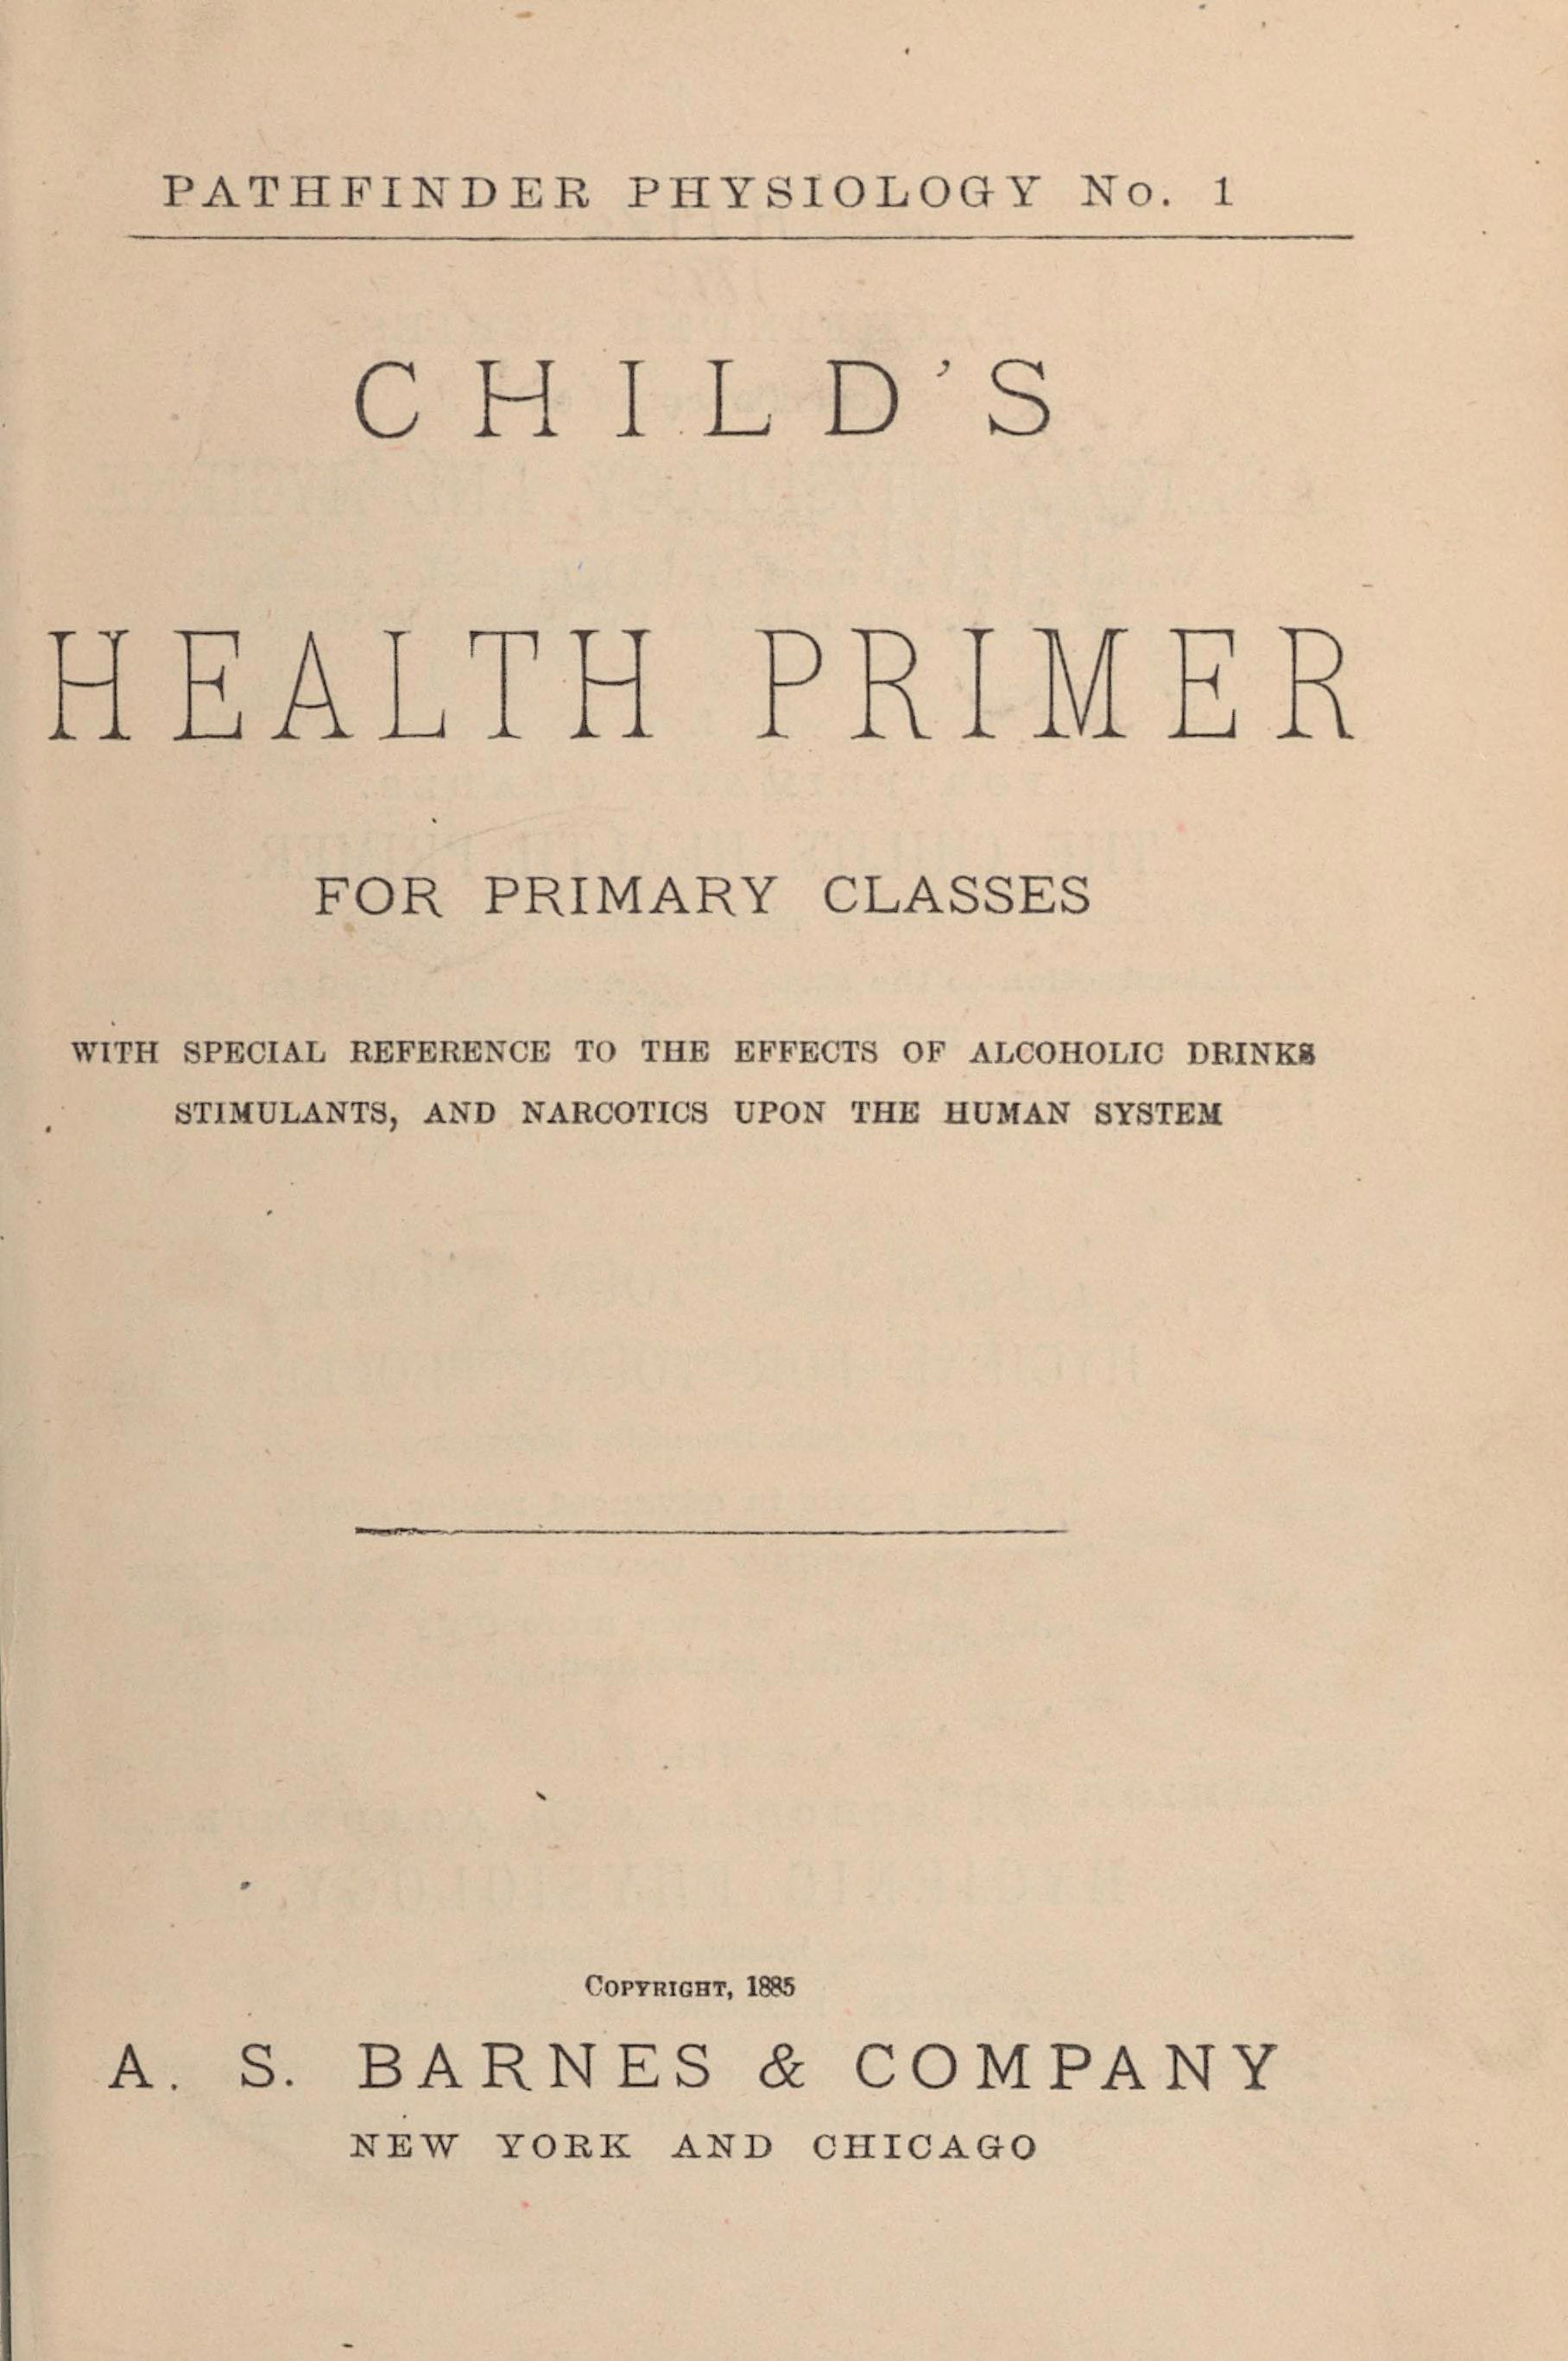 PATHFINDER PHYSIOLOGY No. 1
CHILD'S
HEALTH PRIMER
FOR PRIMARY CLASSES
WITH SPECIAL REFERENCE TO THE EFFECTS OF ALCOHOLIC DRINKS
STIMULANTS, AND NARCOTICS UPON THE HUMAN SYSTEM
COPYRIGHT, 1885
A. S. BARNES & COMPANY
NEW YORK AND CHICAGO